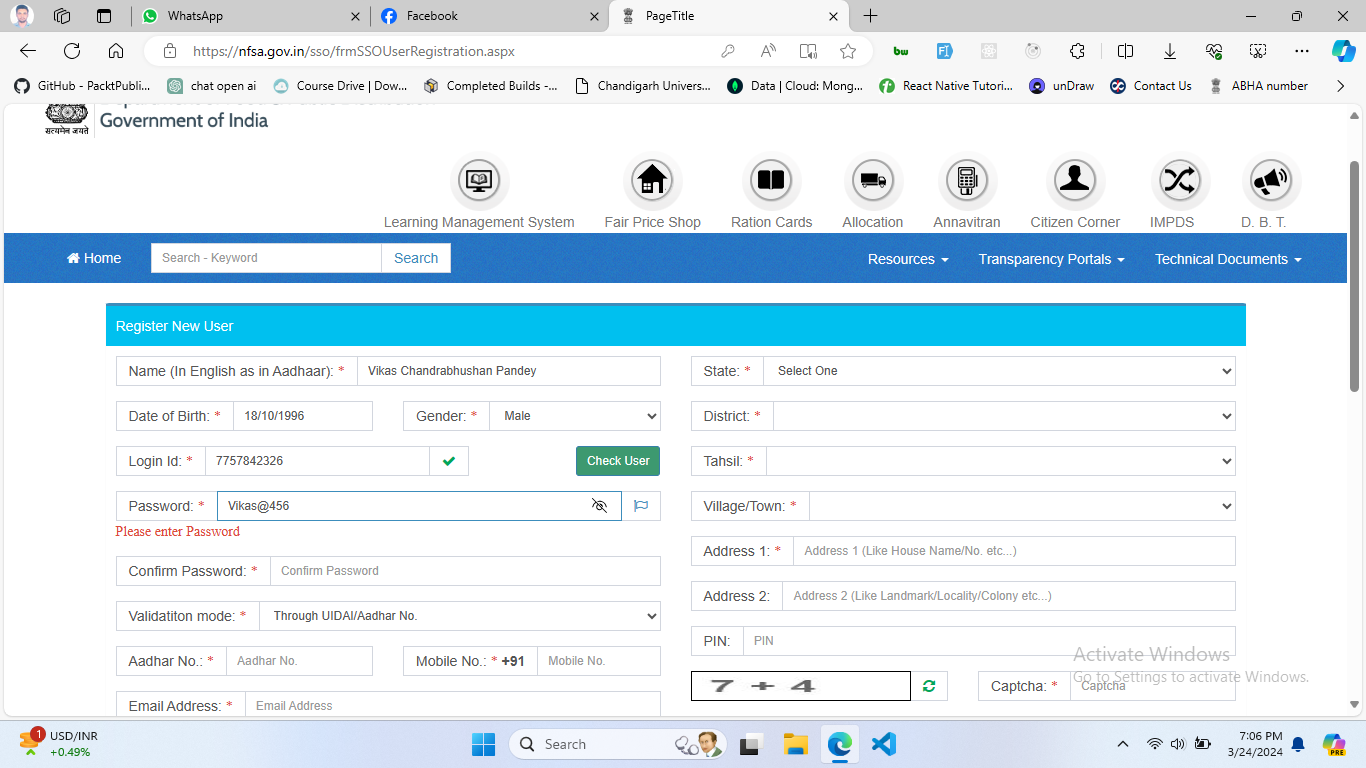 WhatsApp
Facebook
PageTitle
https://nfsa.gov.in/sso/frmSSOUserRegistration.aspx
GitHub - PacktPubli...
chat open ai
Course Drive | Dow...
Completed Builds -...
Chandigarh Univers...
Data | Cloud: Mong...
React Native Tutori...
unDraw
Contact Us
ABHA number
सत्यमेव जयते
Government of India
Learning Management System
Fair Price Shop
Ration Cards
Allocation
Annavitran
Citizen Corner
IMPDS
D. B. T.
Home
Search - Keyword
Search
Resources
Transparency Portals
Technical Documents
Register New User
Name (In English as in Aadhaar): * Vikas Chandrabhushan Pandey
Date of Birth: * 18/10/1996
Gender: * Male
Login Id: * 7757842326
Check User
Password: * Vikas@456
Please enter Password
Confirm Password: * Confirm Password
Validatiton mode: * Through UIDAI/Aadhar No.
Aadhar No.: * Aadhar No.
Mobile No.: * +91 Mobile No.
Email Address: * Email Address
State: * Select One
District: *
Tahsil: *
Village/Town: *
Address 1: * Address 1 (Like House Name/No. etc...)
Address 2: Address 2 (Like Landmark/Locality/Colony etc...)
PIN: PIN
7 + 4
Captcha: * Captcha
Activate Windows
Go to Settings to activate Windows.
1
USD/INR
+0.49%
Search
7:06 PM
3/24/2024
PRE